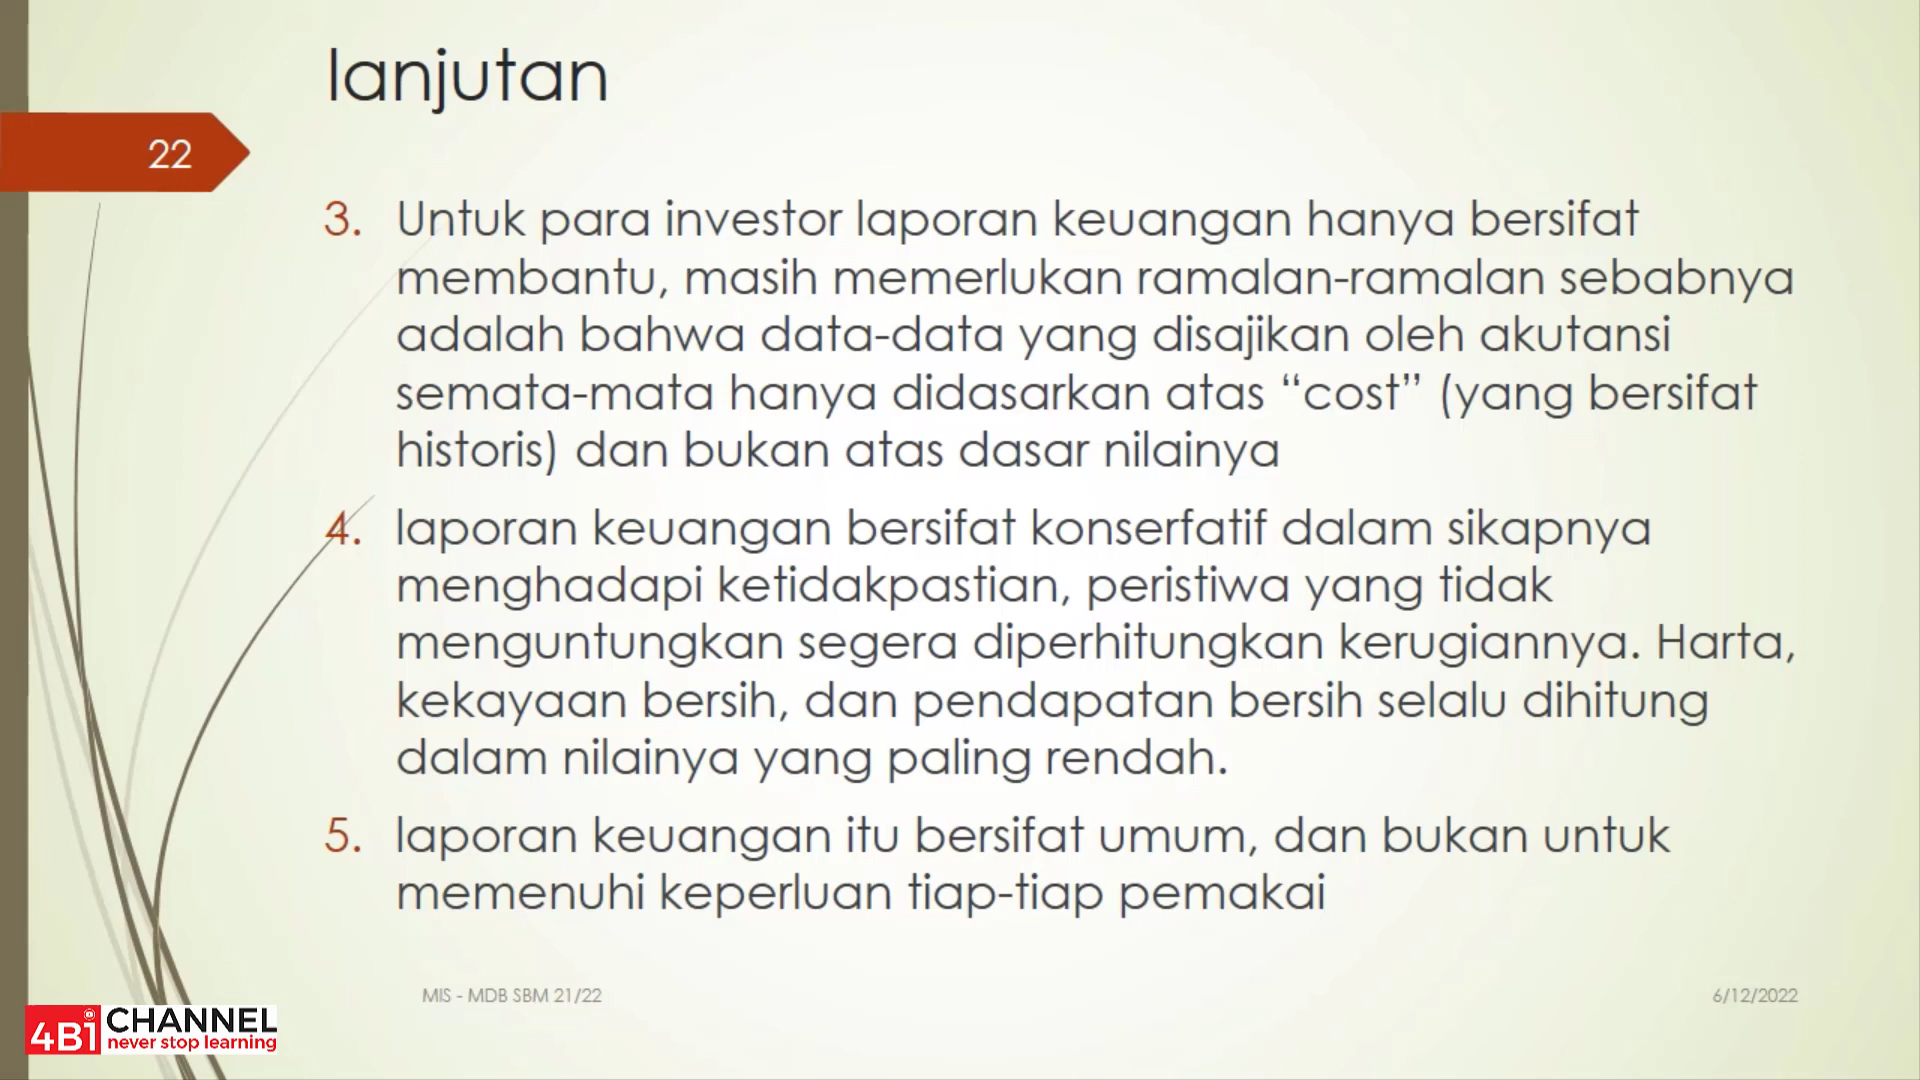 lanjutan
22
3. Untuk para investor laporan keuangan hanya bersifat
membantu, masih memerlukan ramalan-ramalan sebabnya
adalah bahwa data-data yang disajikan oleh akutansi
semata-mata hanya didasarkan atas “cost” (yang bersifat
historis) dan bukan atas dasar nilainya
4. laporan keuangan bersifat konserfatif dalam sikapnya
menghadapi ketidakpastian, peristiwa yang tidak
menguntungkan segera diperhitungkan kerugiannya. Harta,
kekayaan bersih, dan pendapatan bersih selalu dihitung
dalam nilainya yang paling rendah.
5. laporan keuangan itu bersifat umum, dan bukan untuk
memenuhi keperluan tiap-tiap pemakai
MIS - MDB SBM 21/22
6/12/2022
4Bi CHANNEL
never stop learning